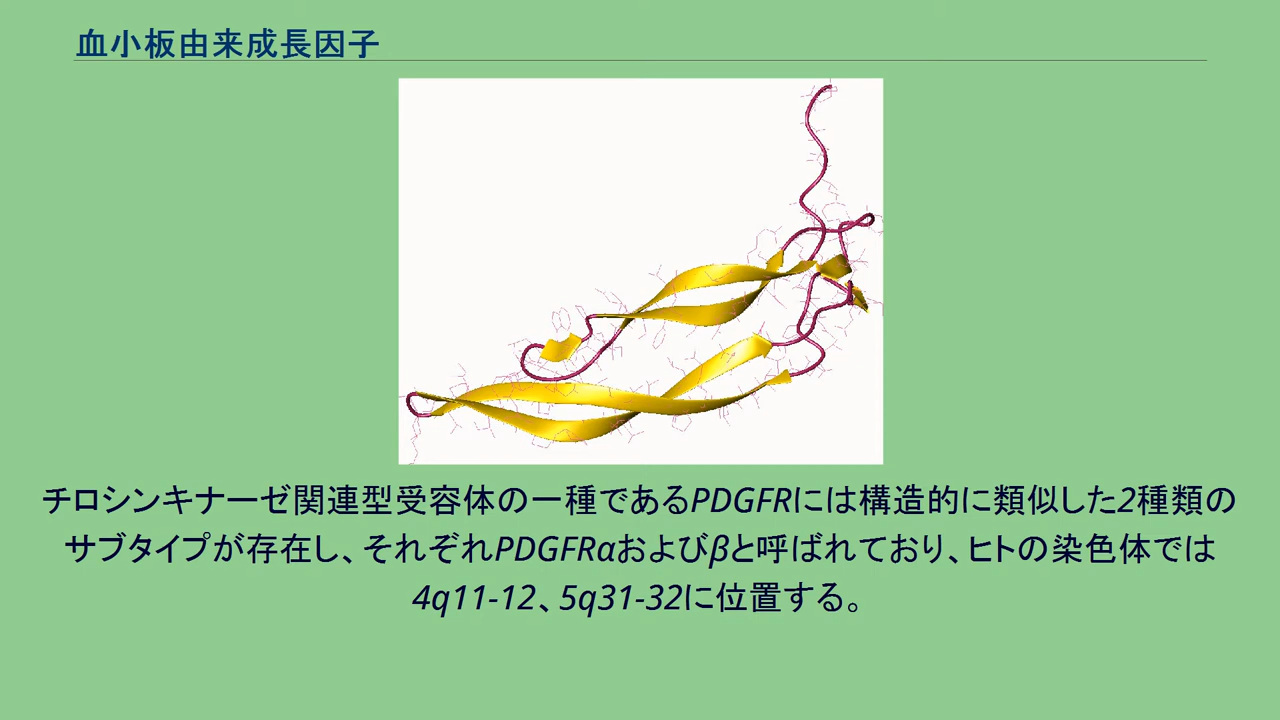 血小板由来成長因子
チロシンキナーゼ関連型受容体の一種であるPDGFRには構造的に類似した2種類の
サブタイプが存在し、それぞれPDGFRαおよびβと呼ばれており、ヒトの染色体では
4q11-12、5q31-32に位置する。